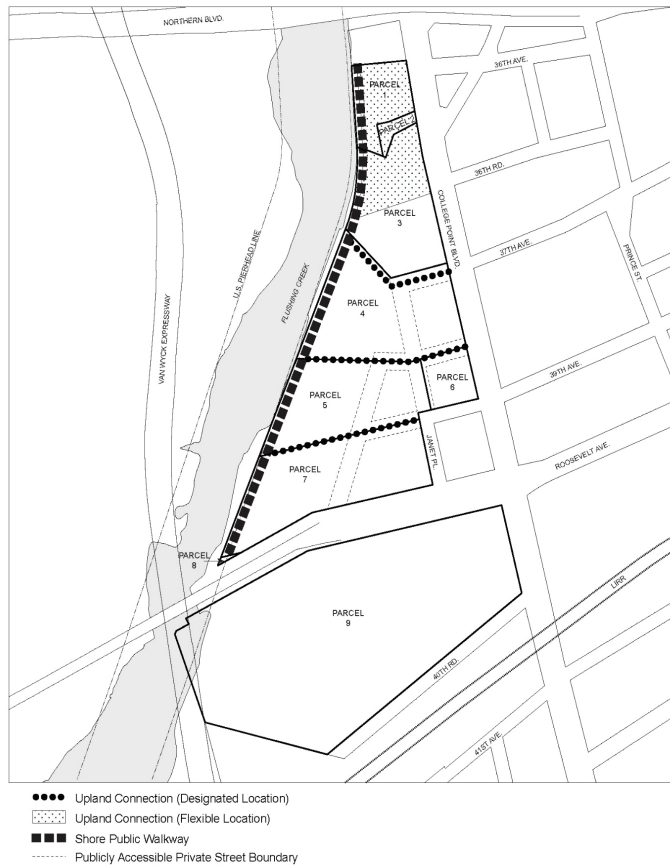 NORTHERN BLVD.
36TH AVE.
PARCEL
1
PARCEL 2
36TH RD.
COLLEGE POINT BLVD.
PARCEL
3
37TH AVE.
PRINCE ST.
U.S. PIERHEAD LINE
FLUSHING CREEK
VAN WYCK EXPRESSWAY
PARCEL
4
39TH AVE.
PARCEL
5
PARCEL
6
JANET PL.
ROOSEVELT AVE.
PARCEL
7
PARCEL
8
LIRR
PARCEL
9
40TH RD.
41ST AVE.
Upland Connection (Designated Location)
Upland Connection (Flexible Location)
Shore Public Walkway
Publicly Accessible Private Street Boundary